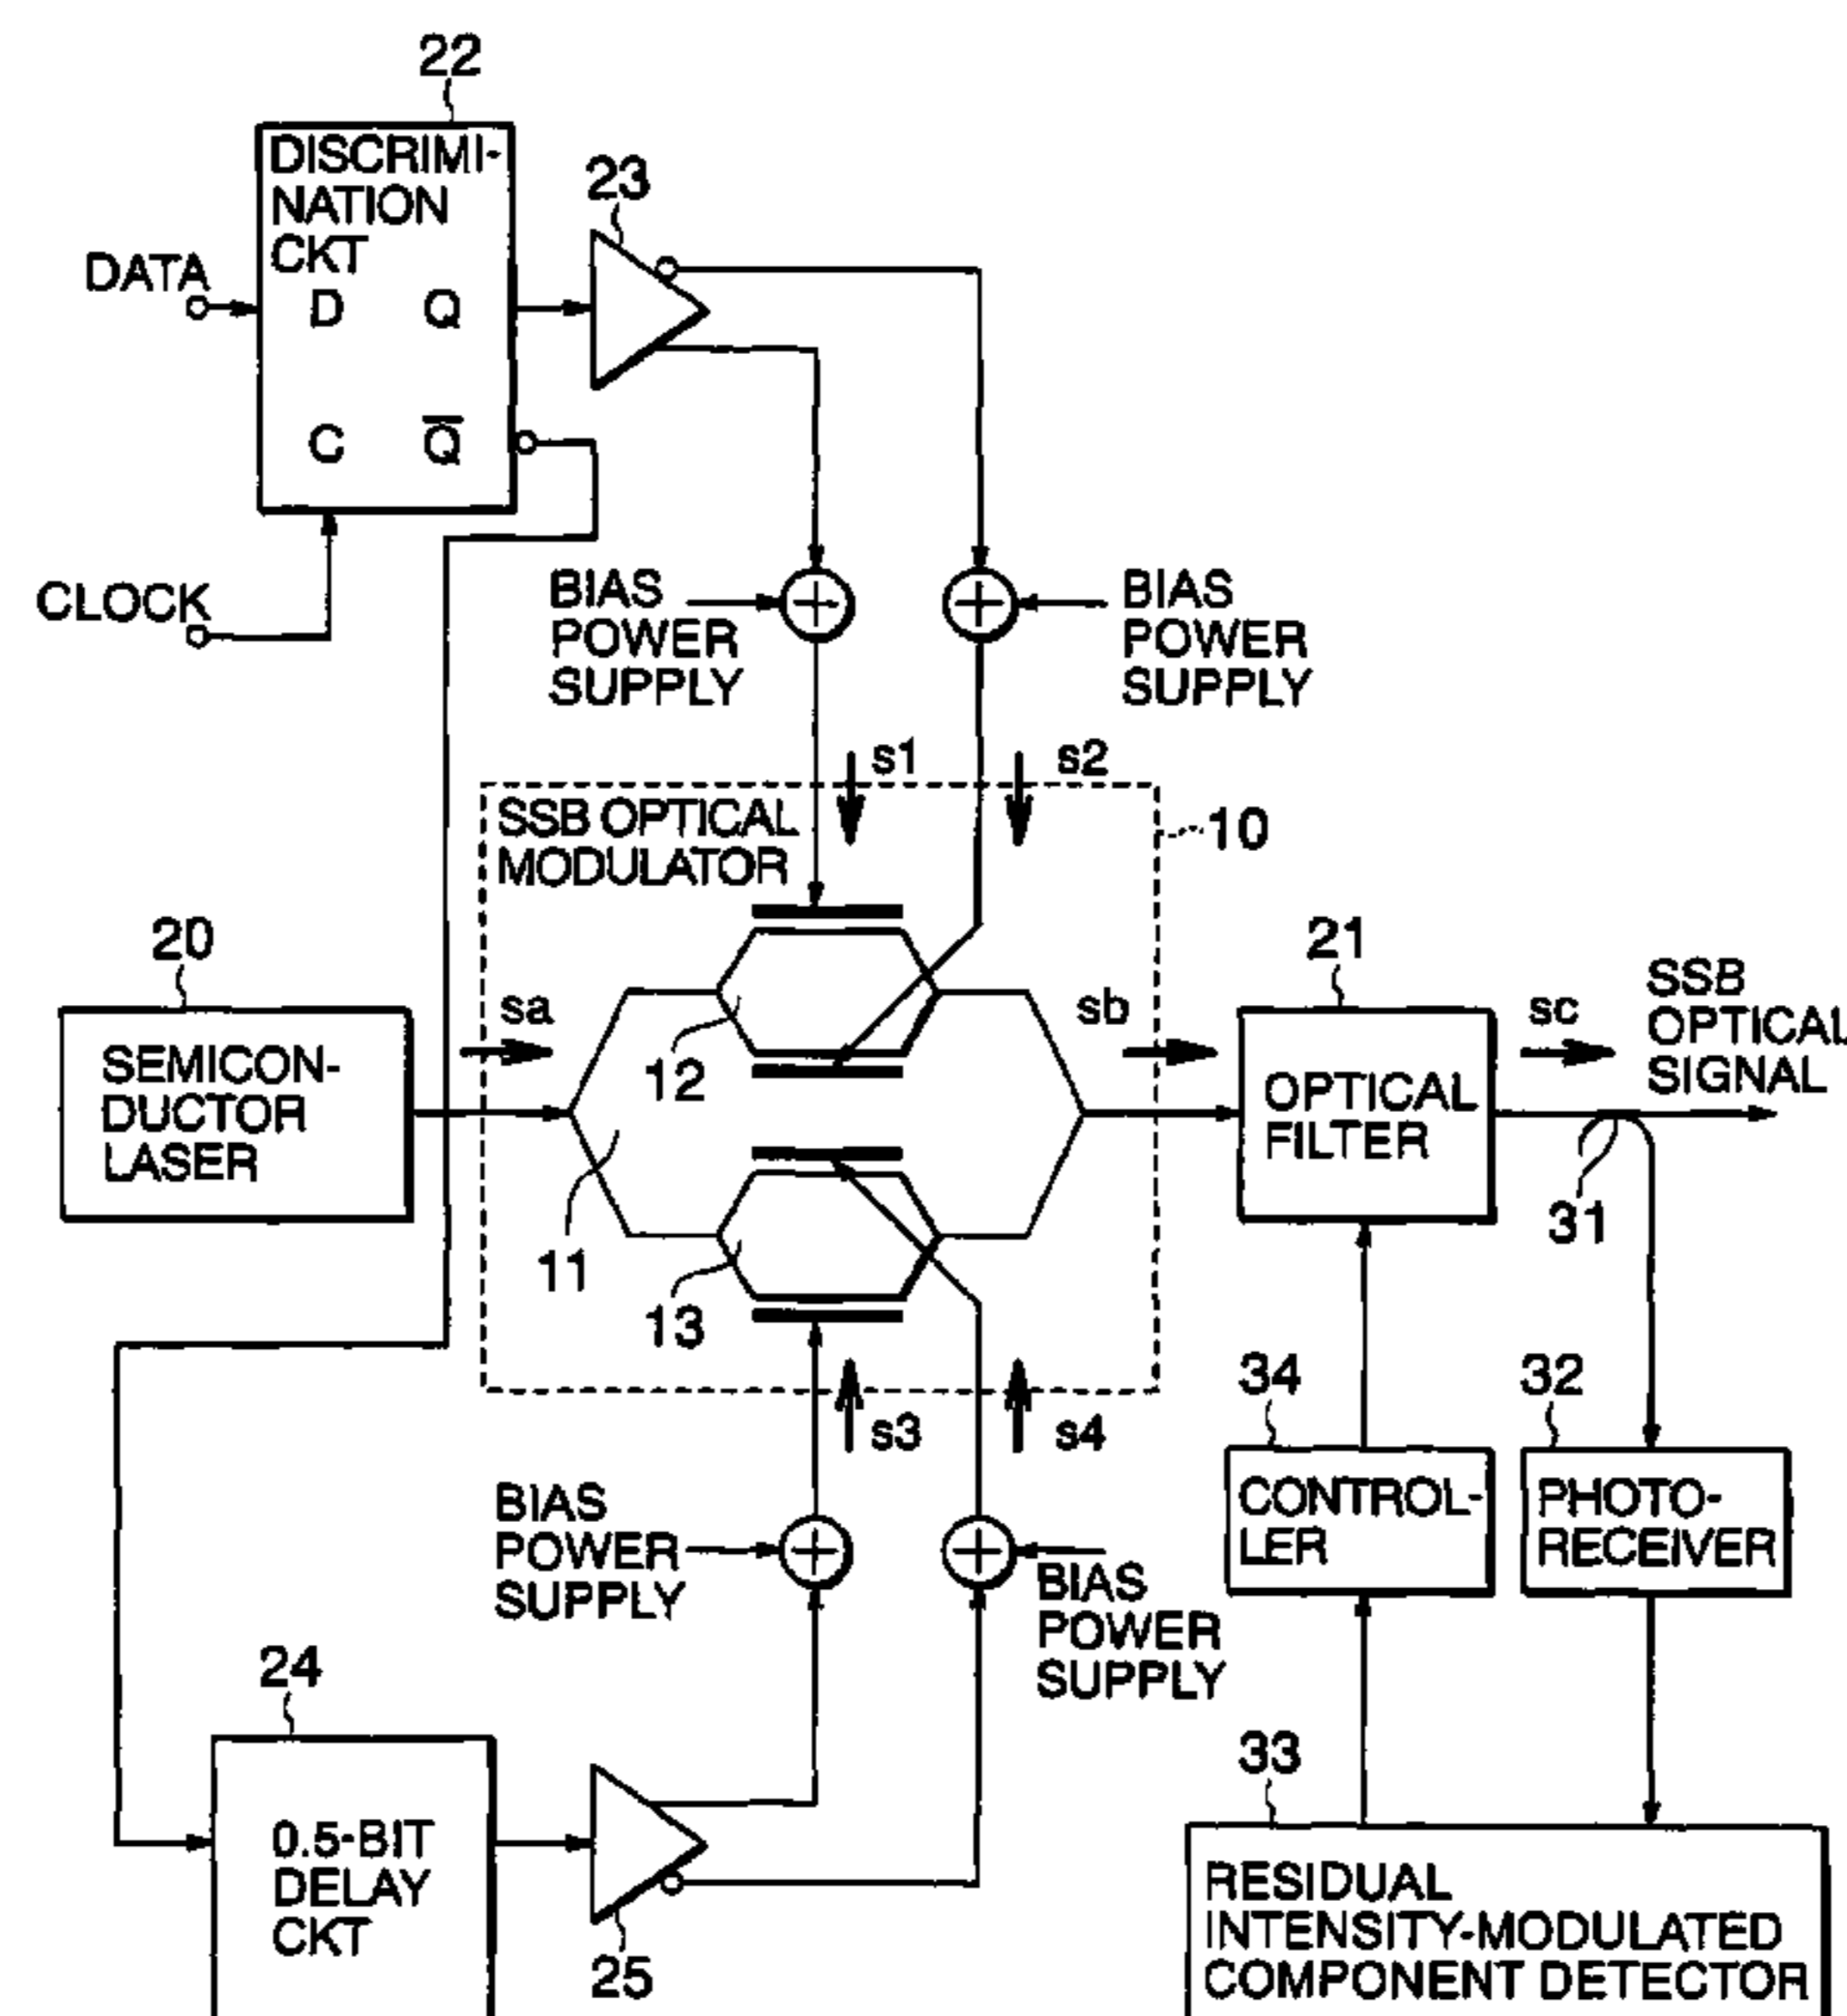 22
DISCRIMI-
NATION
CKT
D Q
C Q̅
DATA
CLOCK
23
BIAS
POWER
SUPPLY
BIAS
POWER
SUPPLY
s1
s2
SSB OPTICAL
MODULATOR
10
20
SEMICON-
DUCTOR
LASER
sa
12
11
13
sb
21
OPTICAL
FILTER
sc
SSB
OPTICAL
SIGNAL
31
s3
s4
34
CONTROL-
LER
32
PHOTO-
RECEIVER
BIAS
POWER
SUPPLY
BIAS
POWER
SUPPLY
24
0.5-BIT
DELAY
CKT
25
33
RESIDUAL
INTENSITY-MODULATED
COMPONENT DETECTOR